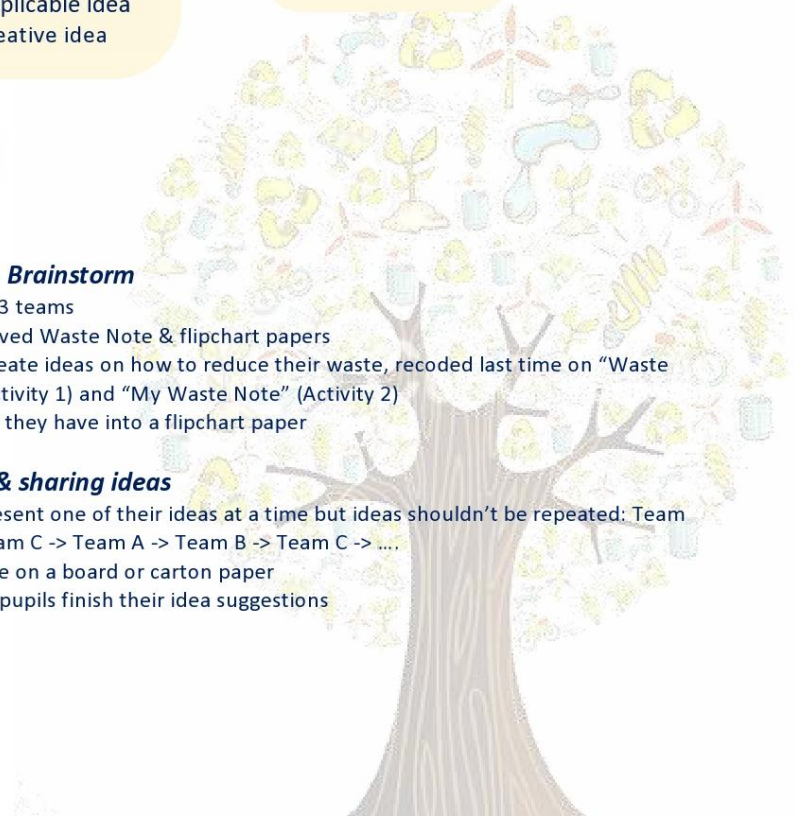 plicable idea
eative idea
Brainstorm
3 teams
ved Waste Note & flipchart papers
eate ideas on how to reduce their waste, recoded last time on “Waste
tivity 1) and “My Waste Note” (Activity 2)
they have into a flipchart paper
& sharing ideas
esent one of their ideas at a time but ideas shouldn’t be repeated: Team
am C -> Team A -> Team B -> Team C -> ….
e on a board or carton paper
pupils finish their idea suggestions